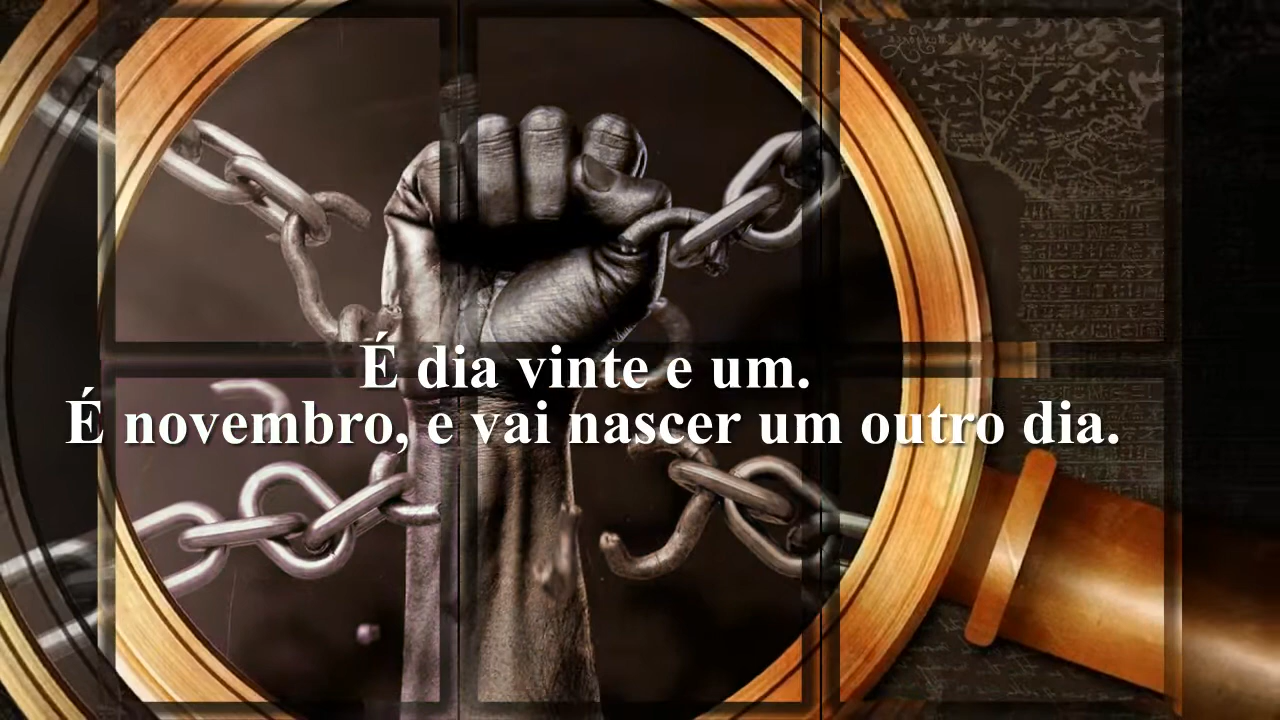 É dia vinte e um.
É novembro, e vai nascer um outro dia.